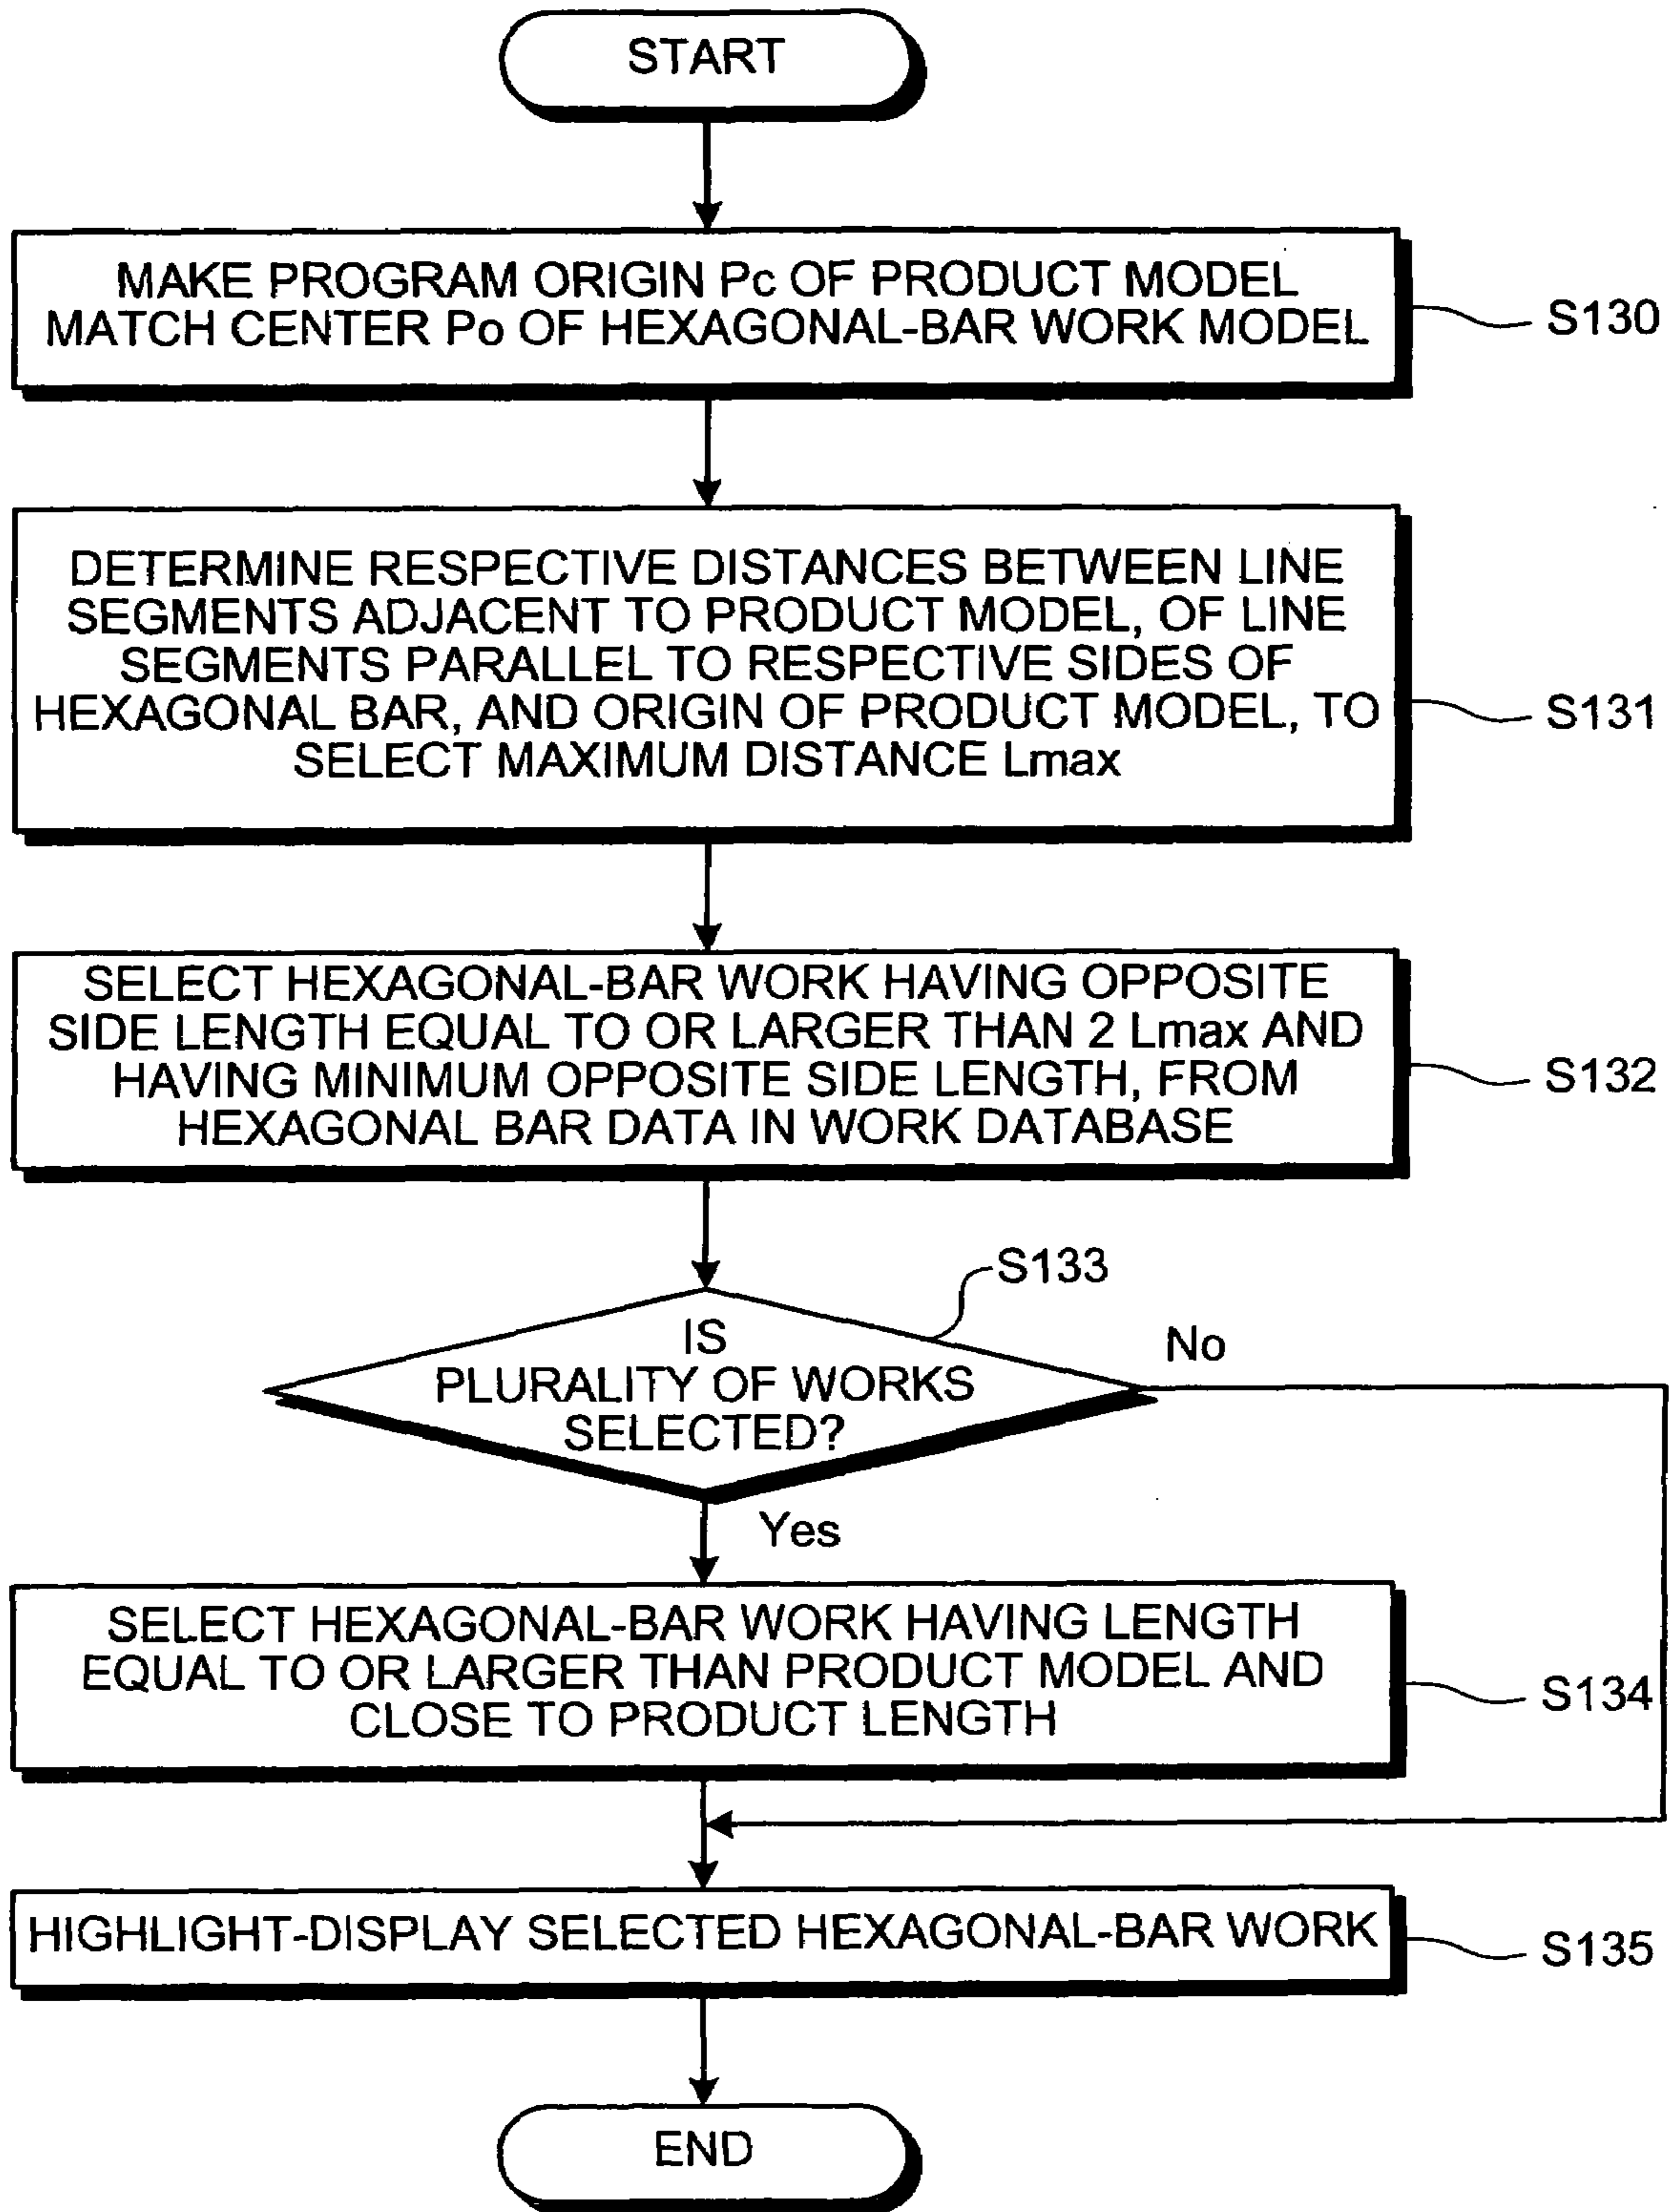 START
MAKE PROGRAM ORIGIN Pc OF PRODUCT MODEL
MATCH CENTER Po OF HEXAGONAL-BAR WORK MODEL
S130
DETERMINE RESPECTIVE DISTANCES BETWEEN LINE
SEGMENTS ADJACENT TO PRODUCT MODEL, OF LINE
SEGMENTS PARALLEL TO RESPECTIVE SIDES OF
HEXAGONAL BAR, AND ORIGIN OF PRODUCT MODEL, TO
SELECT MAXIMUM DISTANCE Lmax
S131
SELECT HEXAGONAL-BAR WORK HAVING OPPOSITE
SIDE LENGTH EQUAL TO OR LARGER THAN 2 Lmax AND
HAVING MINIMUM OPPOSITE SIDE LENGTH, FROM
HEXAGONAL BAR DATA IN WORK DATABASE
S132
S133
IS
PLURALITY OF WORKS
SELECTED?
No
Yes
SELECT HEXAGONAL-BAR WORK HAVING LENGTH
EQUAL TO OR LARGER THAN PRODUCT MODEL AND
CLOSE TO PRODUCT LENGTH
S134
HIGHLIGHT-DISPLAY SELECTED HEXAGONAL-BAR WORK
S135
END